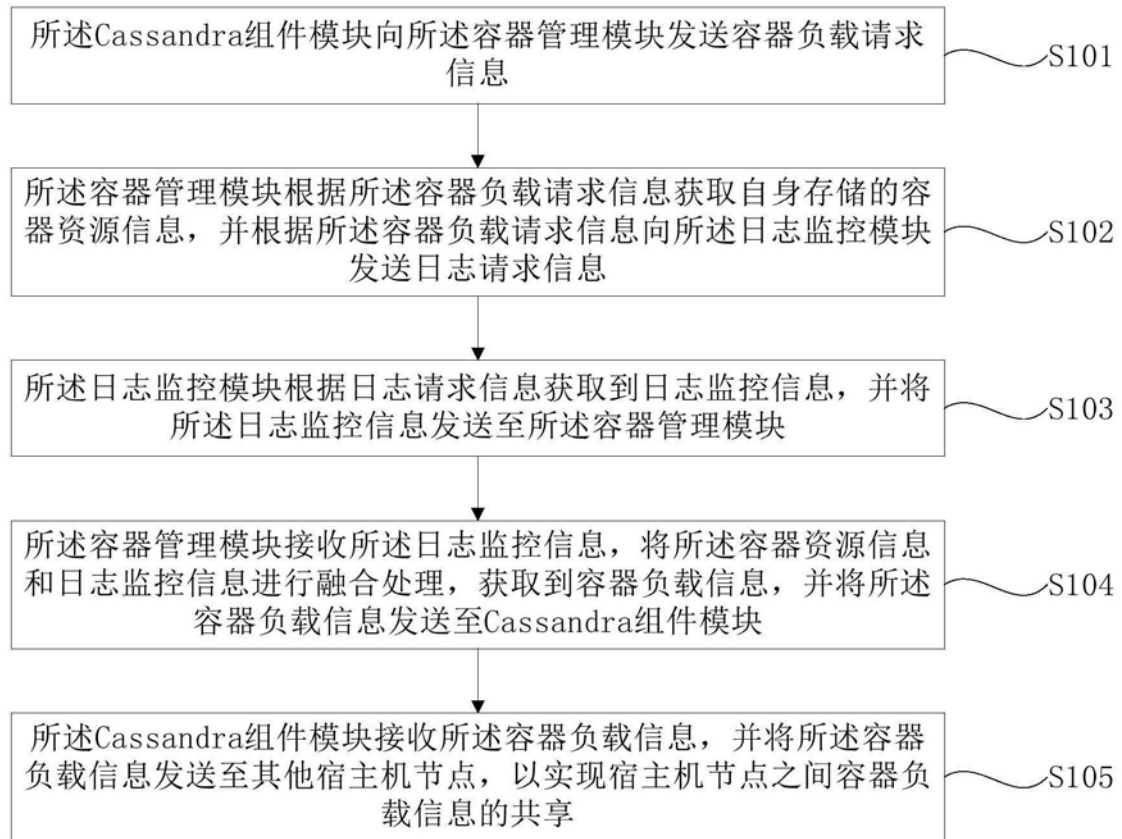 所述Cassandra组件模块向所述容器管理模块发送容器负载请求
信息
S101
所述容器管理模块根据所述容器负载请求信息获取自身存储的容
器资源信息，并根据所述容器负载请求信息向所述日志监控模块
发送日志请求信息
S102
所述日志监控模块根据日志请求信息获取到日志监控信息，并将
所述日志监控信息发送至所述容器管理模块
S103
所述容器管理模块接收所述日志监控信息，将所述容器资源信息
和日志监控信息进行融合处理，获取到容器负载信息，并将所述
容器负载信息发送至Cassandra组件模块
S104
所述Cassandra组件模块接收所述容器负载信息，并将所述容器
负载信息发送至其他宿主机节点，以实现宿主机节点之间容器负
载信息的共享
S105